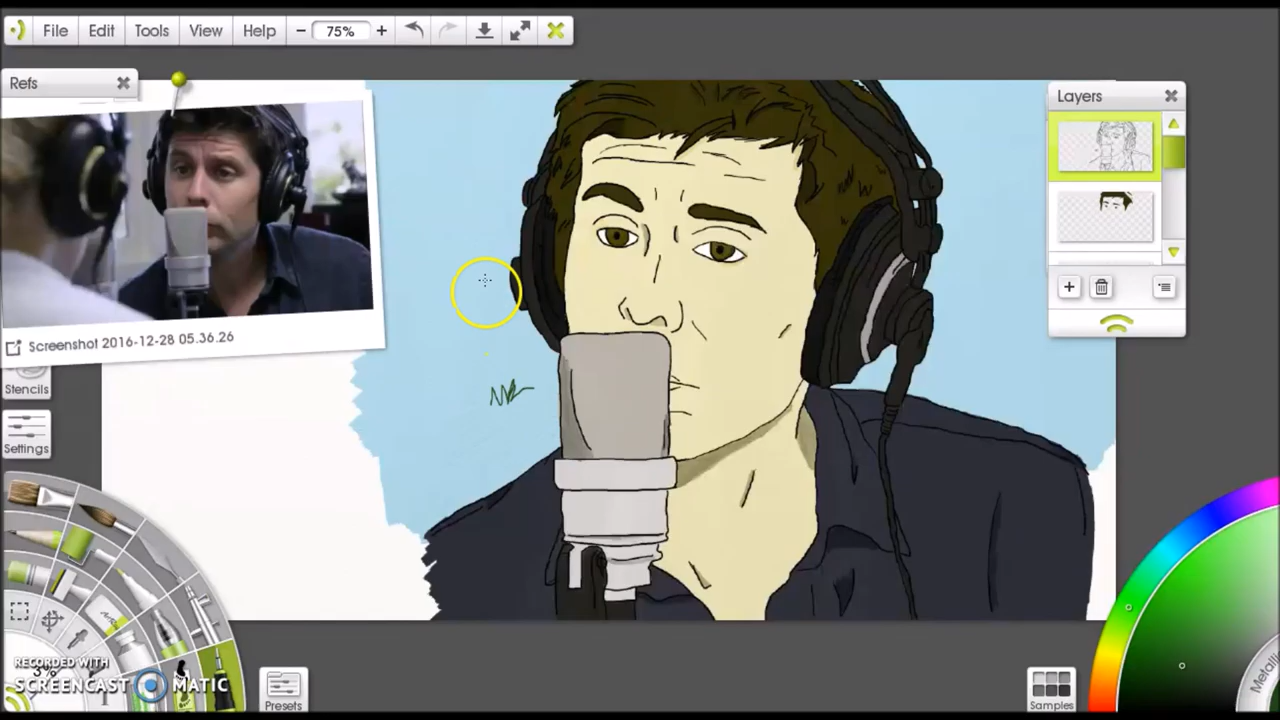 File Edit Tools View Help 75%
Refs
Layers
Screenshot 2016-12-28 05.36.26
Stencils
Settings
Metallic
RECORDED WITH
SCREENCAST MATIC
Presets
Samples